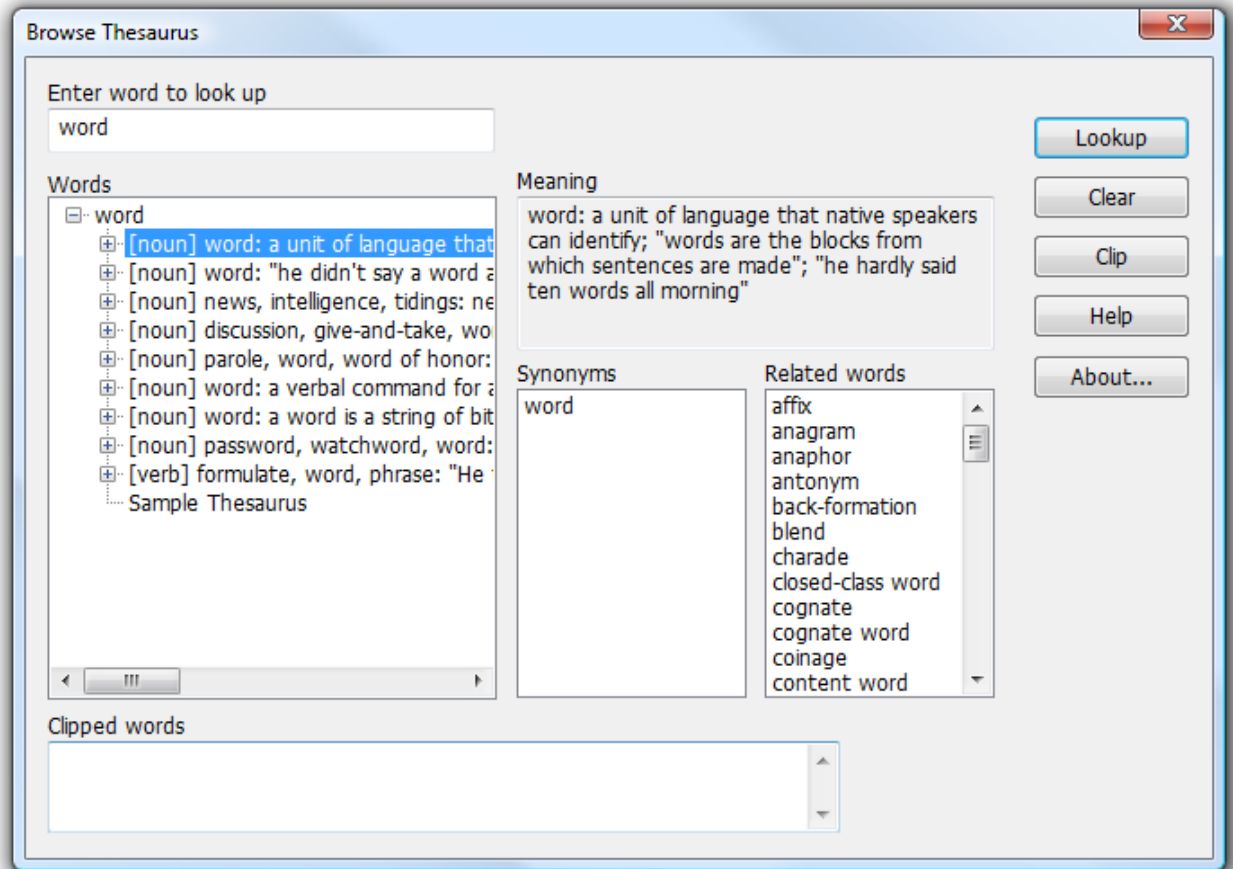 Browse Thesaurus
Enter word to look up
word
Lookup
Words
Meaning
Clear
word
[noun] word: a unit of language that
[noun] word: "he didn't say a word a
[noun] news, intelligence, tidings: ne
[noun] discussion, give-and-take, wo
[noun] parole, word, word of honor:
[noun] word: a verbal command for a
[noun] word: a word is a string of bit
[noun] password, watchword, word:
[verb] formulate, word, phrase: "He
Sample Thesaurus
word: a unit of language that native speakers
can identify; "words are the blocks from
which sentences are made"; "he hardly said
ten words all morning"
Clip
Help
About...
Synonyms
word
Related words
affix
anagram
anaphor
antonym
back-formation
blend
charade
closed-class word
cognate
cognate word
coinage
content word
Clipped words